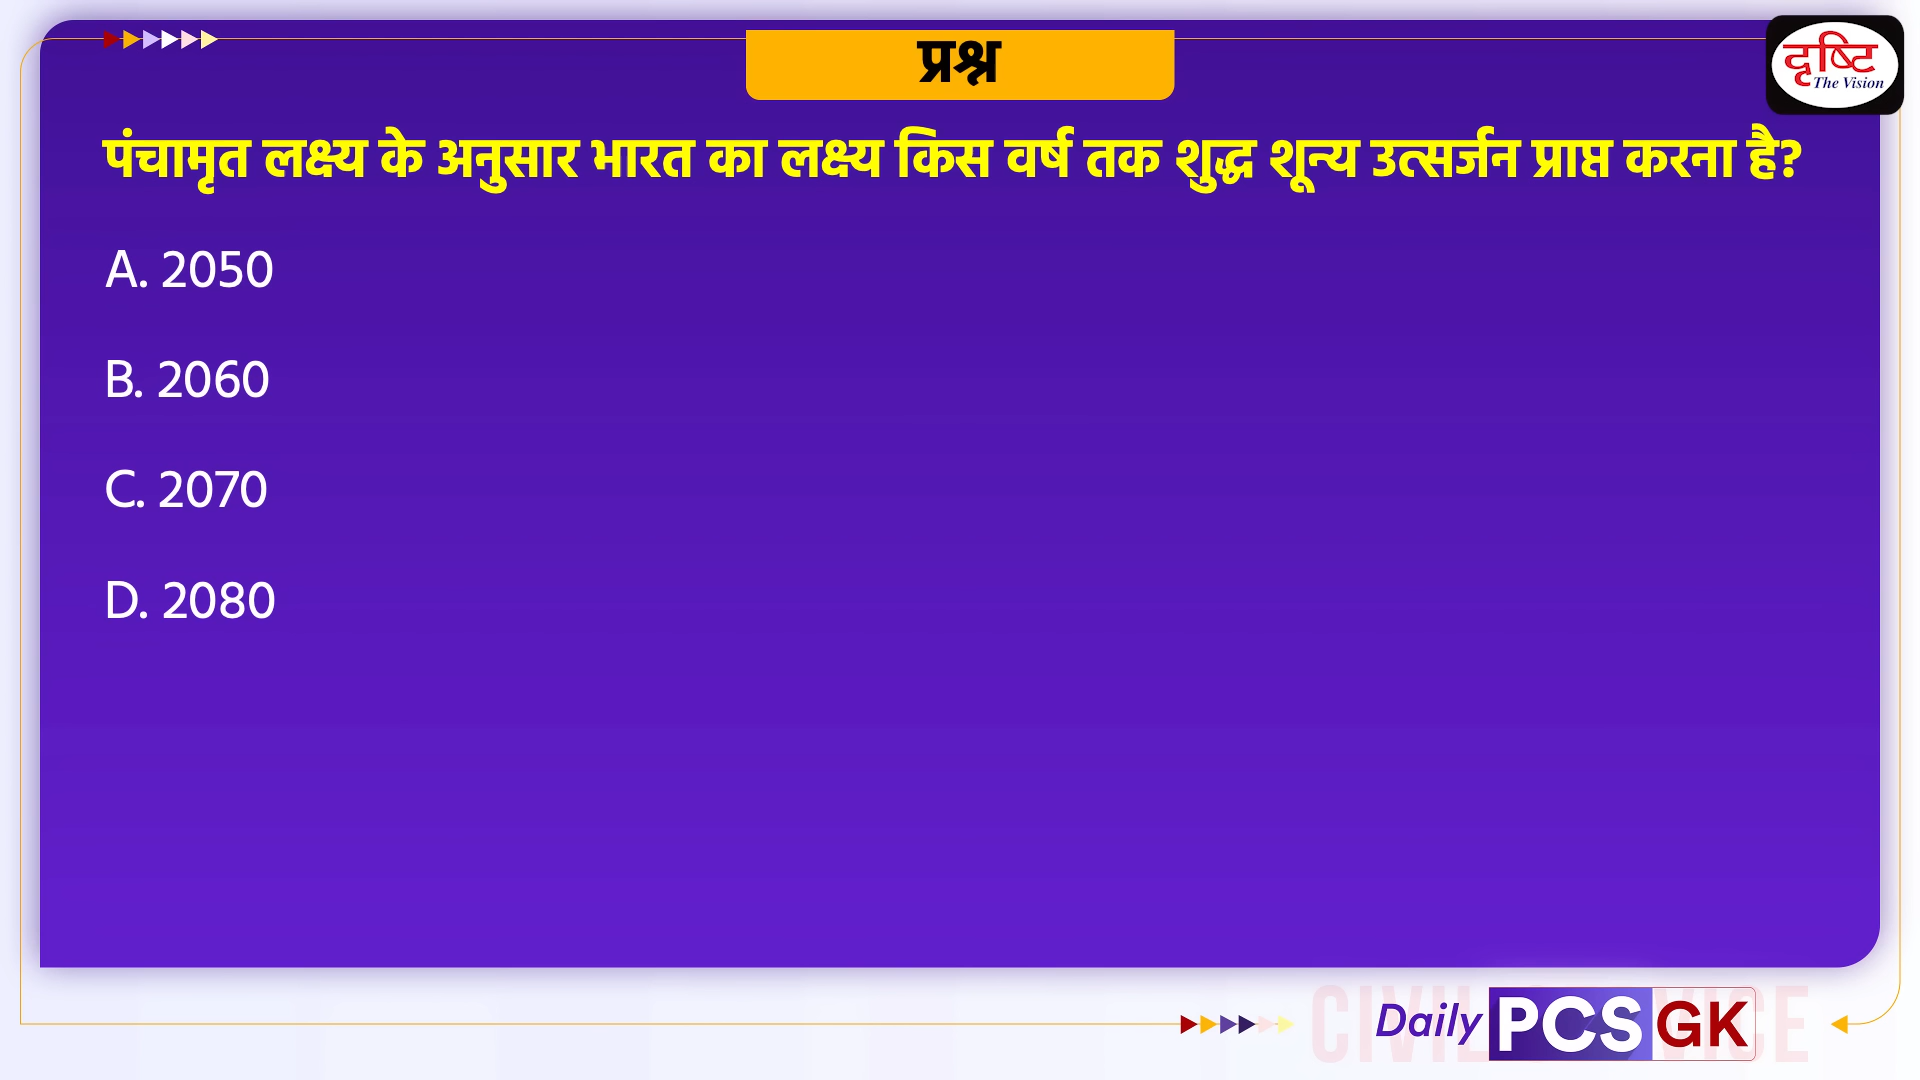 प्रश्न
दृष्टि
The Vision
पंचामृत लक्ष्य के अनुसार भारत का लक्ष्य किस वर्ष तक शुद्ध शून्य उत्सर्जन प्राप्त करना है?
A. 2050
B. 2060
C. 2070
D. 2080
Daily PCS GK